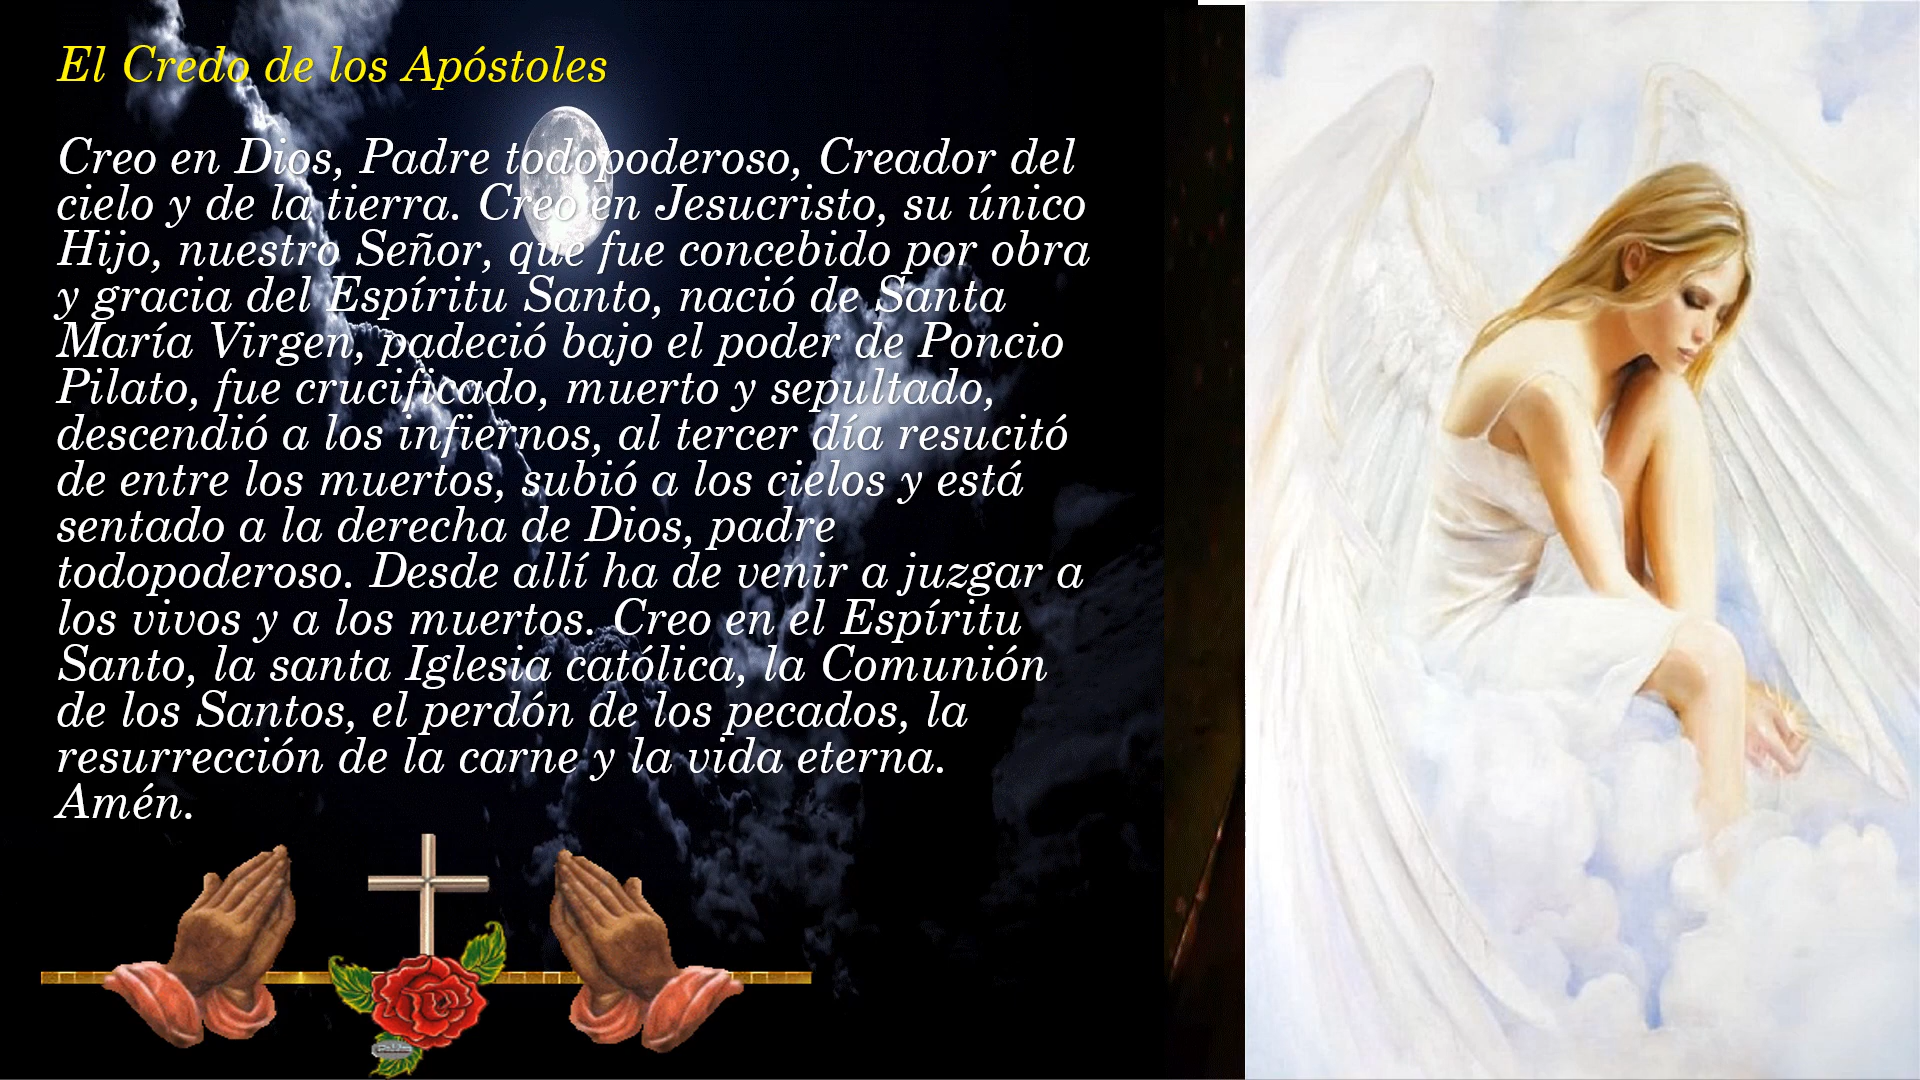 El Credo de los Apóstoles
Creo en Dios, Padre todopoderoso, Creador del
cielo y de la tierra. Creo en Jesucristo, su único
Hijo, nuestro Señor, que fue concebido por obra
y gracia del Espíritu Santo, nació de Santa
María Virgen, padeció bajo el poder de Poncio
Pilato, fue crucificado, muerto y sepultado,
descendió a los infiernos, al tercer día resucitó
de entre los muertos, subió a los cielos y está
sentado a la derecha de Dios, padre
todopoderoso. Desde allí ha de venir a juzgar a
los vivos y a los muertos. Creo en el Espíritu
Santo, la santa Iglesia católica, la Comunión
de los Santos, el perdón de los pecados, la
resurrección de la carne y la vida eterna.
Amén.